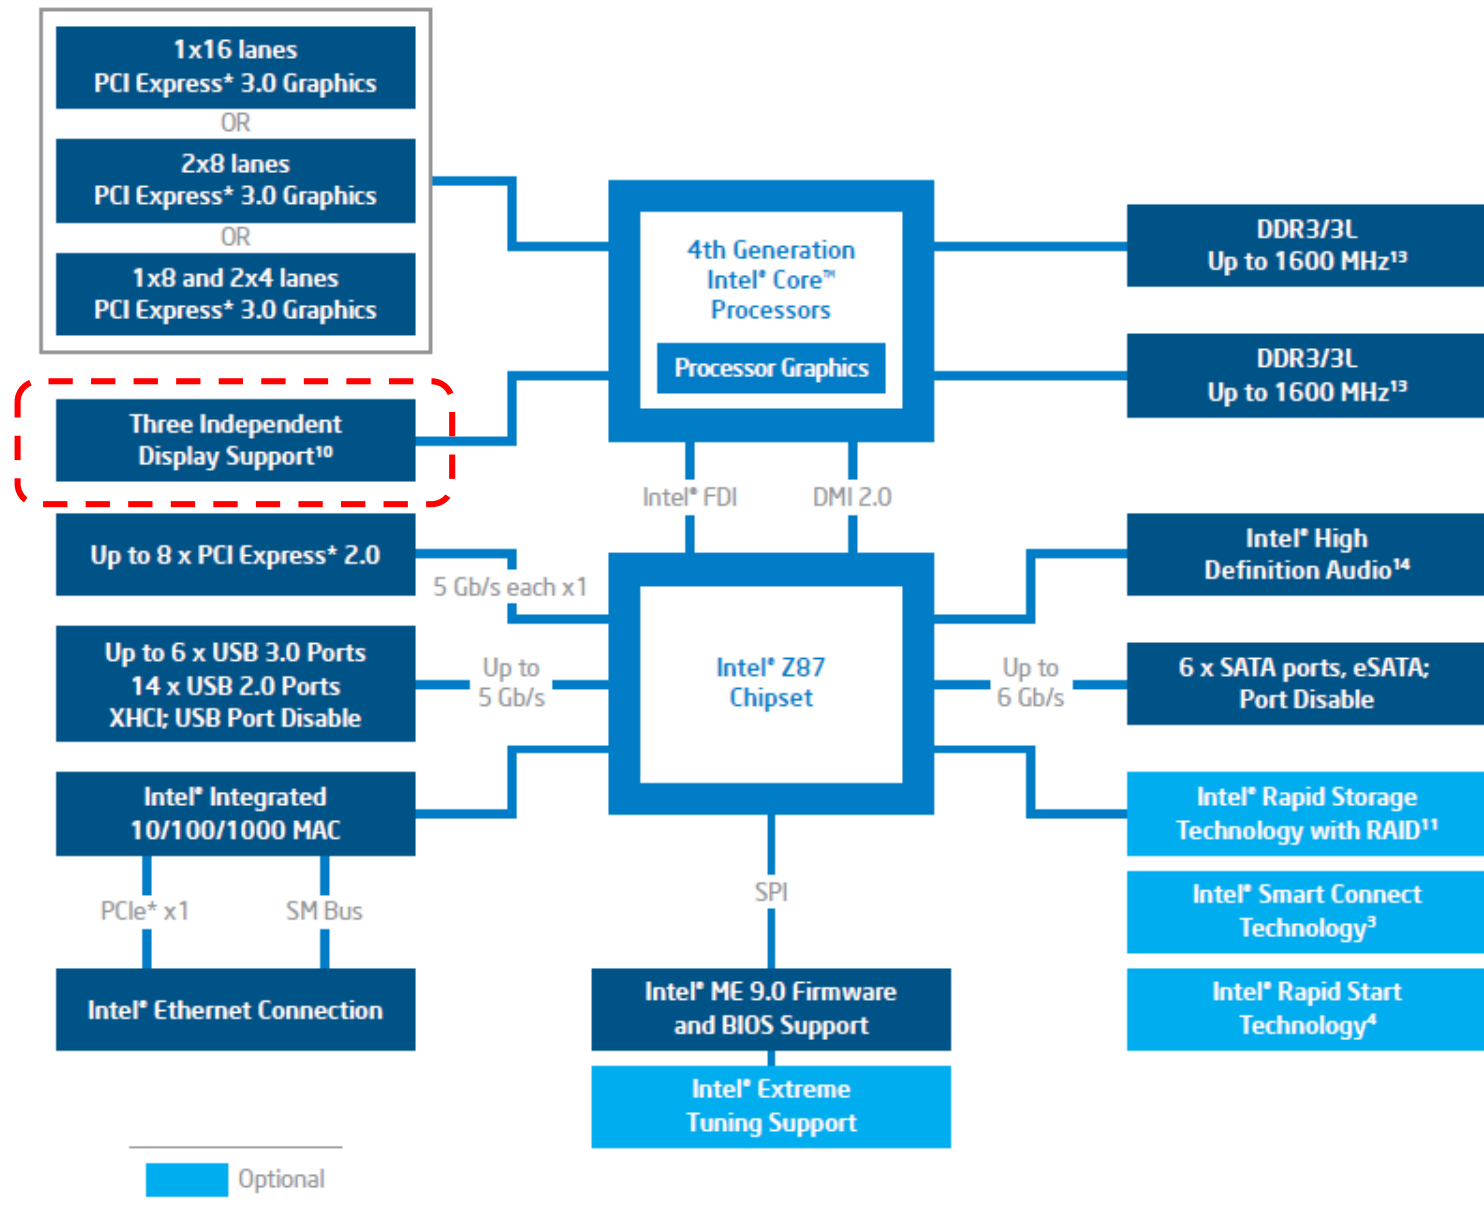 1x16 lanes
PCI Express* 3.0 Graphics
OR
2x8 lanes
PCI Express* 3.0 Graphics
OR
1x8 and 2x4 lanes
PCI Express* 3.0 Graphics
4th Generation
Intel® Core™
Processors
Processor Graphics
DDR3/3L
Up to 1600 MHz¹³
DDR3/3L
Up to 1600 MHz¹³
Three Independent
Display Support¹⁰
Intel® FDI
DMI 2.0
Up to 8 x PCI Express* 2.0
5 Gb/s each x1
Intel® High
Definition Audio¹⁴
Up to 6 x USB 3.0 Ports
14 x USB 2.0 Ports
XHCI; USB Port Disable
Up to
5 Gb/s
Intel® Z87
Chipset
Up to
6 Gb/s
6 x SATA ports, eSATA;
Port Disable
Intel® Integrated
10/100/1000 MAC
Intel® Rapid Storage
Technology with RAID¹¹
PCIe* x1
SM Bus
SPI
Intel® Smart Connect
Technology³
Intel® Ethernet Connection
Intel® ME 9.0 Firmware
and BIOS Support
Intel® Rapid Start
Technology⁴
Intel® Extreme
Tuning Support
Optional